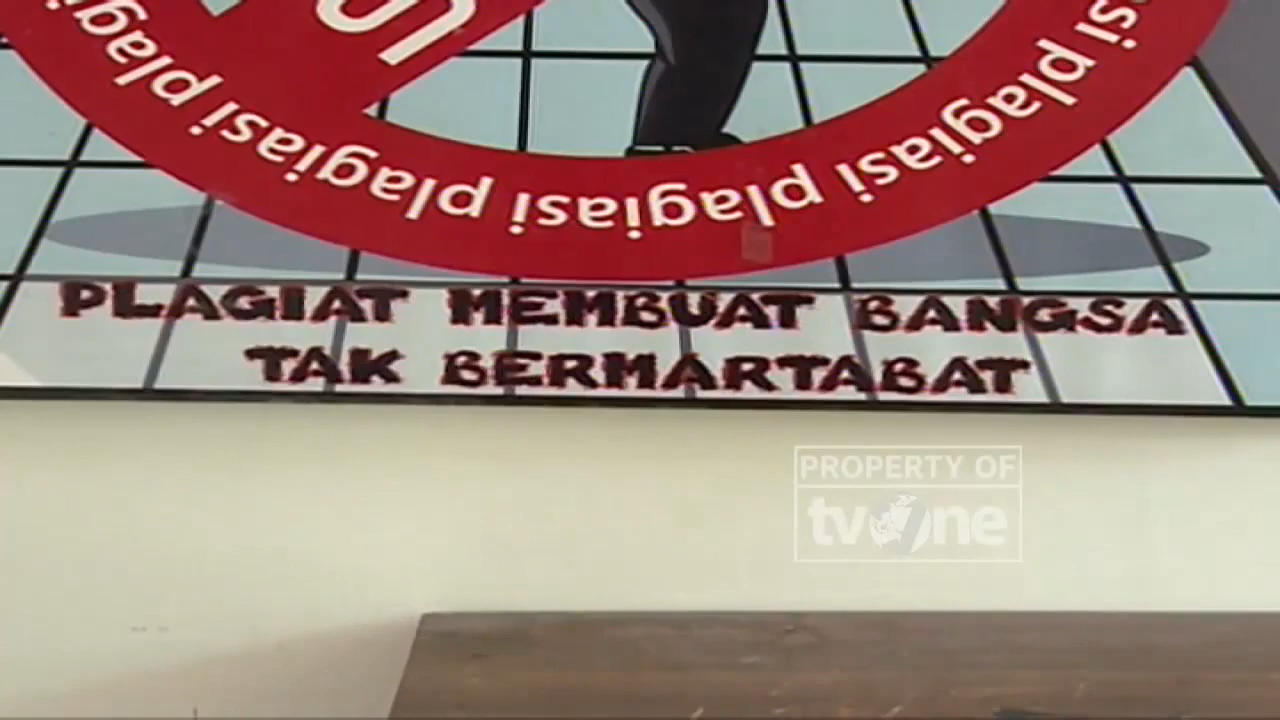 plagiasi plagiasi plagiasi plagiasi plagiasi
PLAGIAT MEMBUAT BANGSA
TAK BERMARTABAT
PROPERTY OF
tvOne